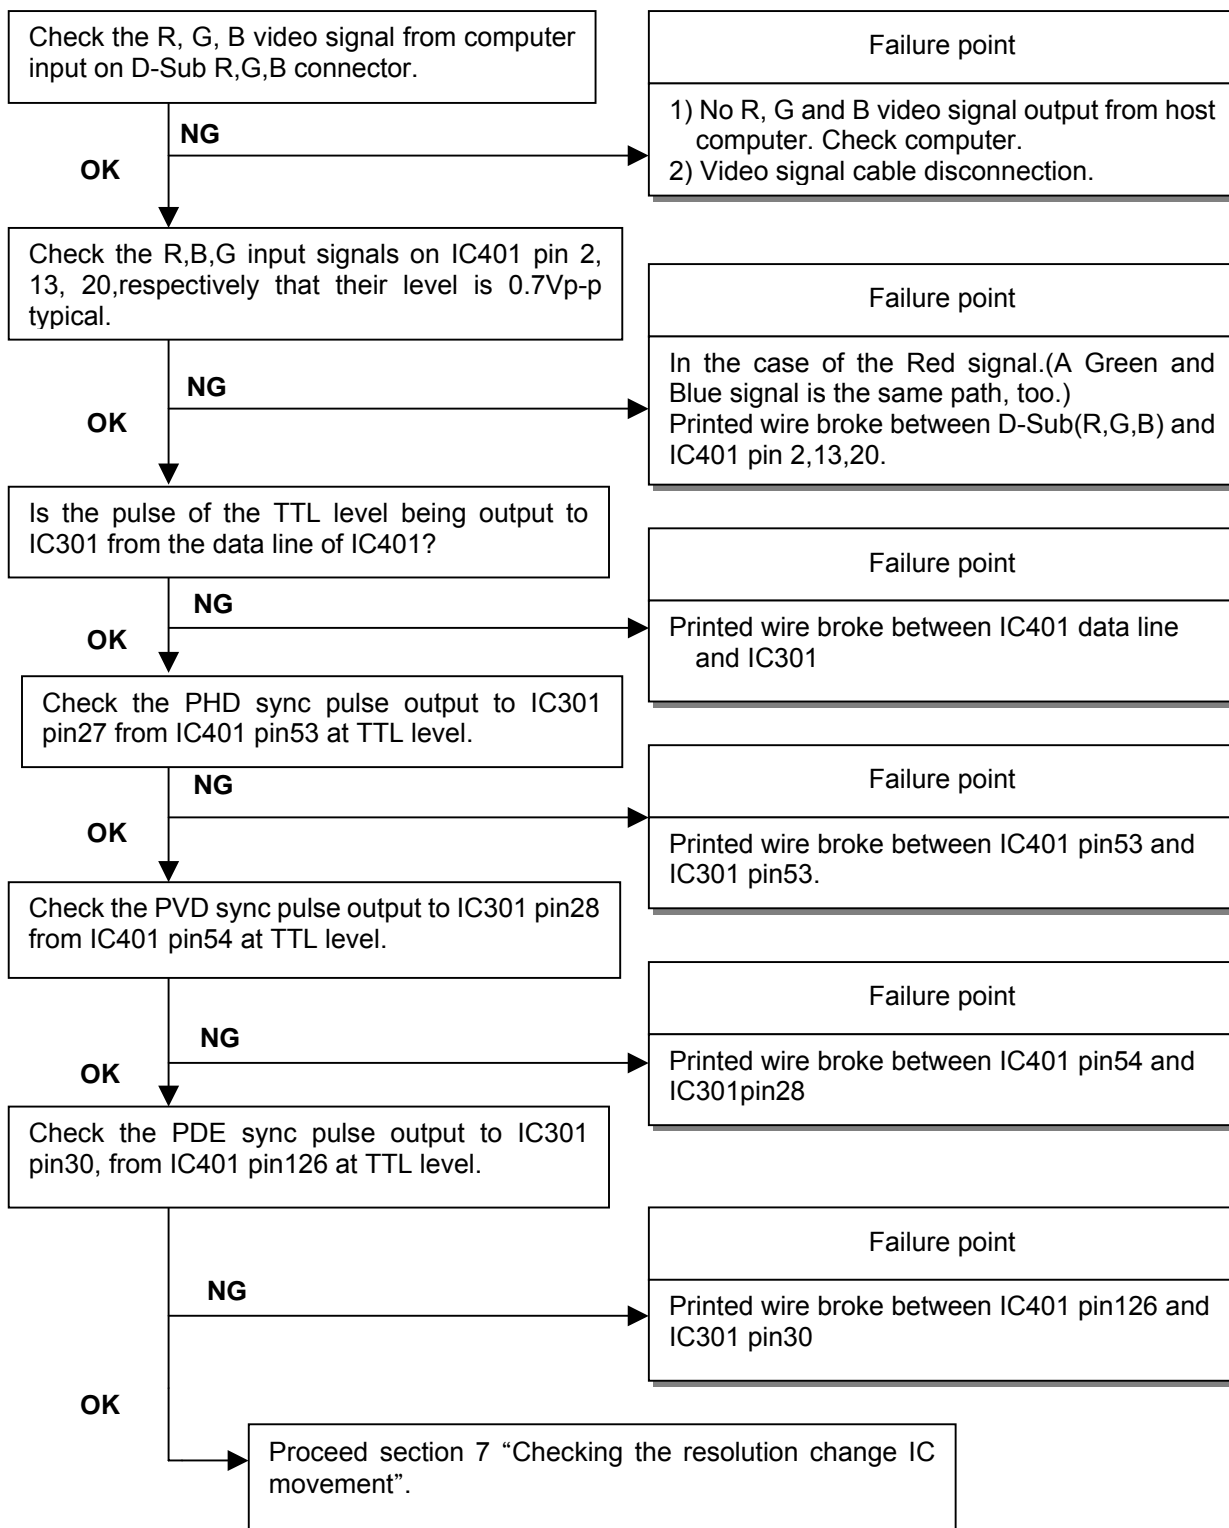 Check the R, G, B video signal from computer
input on D-Sub R,G,B connector.
Failure point
1) No R, G and B video signal output from host
computer. Check computer.
2) Video signal cable disconnection.
NG
OK
Check the R,B,G input signals on IC401 pin 2,
13, 20,respectively that their level is 0.7Vp-p
typical.
Failure point
In the case of the Red signal.(A Green and
Blue signal is the same path, too.)
Printed wire broke between D-Sub(R,G,B) and
IC401 pin 2,13,20.
NG
OK
Is the pulse of the TTL level being output to
IC301 from the data line of IC401?
Failure point
Printed wire broke between IC401 data line
and IC301
NG
OK
Check the PHD sync pulse output to IC301
pin27 from IC401 pin53 at TTL level.
Failure point
Printed wire broke between IC401 pin53 and
IC301 pin53.
NG
OK
Check the PVD sync pulse output to IC301 pin28
from IC401 pin54 at TTL level.
Failure point
Printed wire broke between IC401 pin54 and
IC301pin28
NG
OK
Check the PDE sync pulse output to IC301
pin30, from IC401 pin126 at TTL level.
Failure point
Printed wire broke between IC401 pin126 and
IC301 pin30
NG
OK
Proceed section 7 “Checking the resolution change IC
movement”.